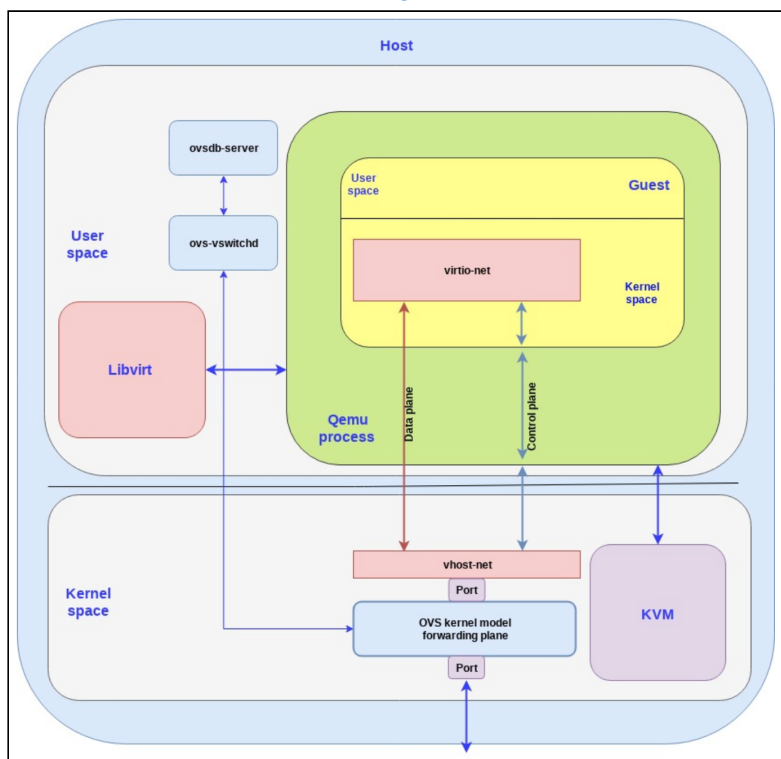 Host
ovsdb-server
User
space
Guest
ovs-vswitchd
User
space
virtio-net
Kernel
space
Libvirt
Data plane
Control plane
Qemu
process
vhost-net
Port
Kernel
space
OVS kernel model
forwarding plane
KVM
Port